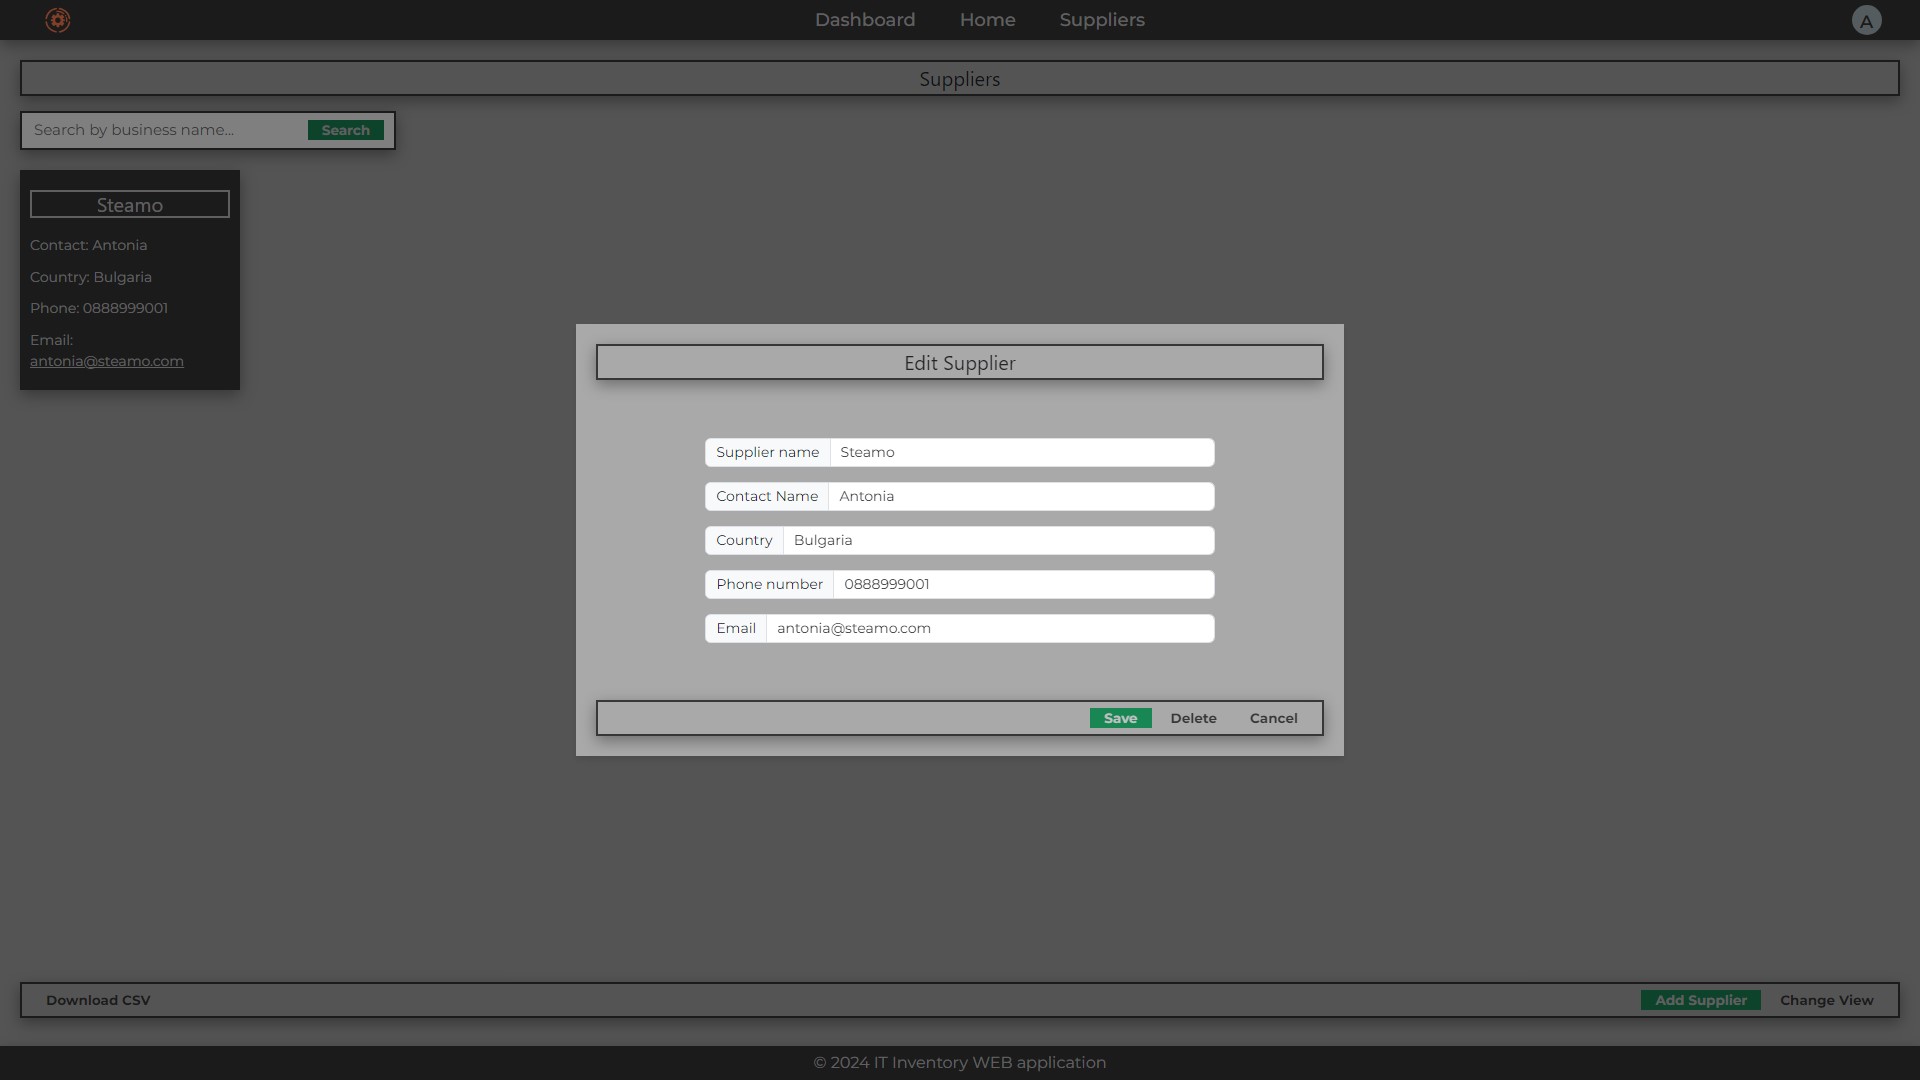 Dashboard Home Suppliers
A
Suppliers
Search by business name... Search
Steamo
Contact: Antonia
Country: Bulgaria
Phone: 0888999001
Email:
antonia@steamo.com
Edit Supplier
Supplier name Steamo
Contact Name Antonia
Country Bulgaria
Phone number 0888999001
Email antonia@steamo.com
Save Delete Cancel
Download CSV Add Supplier Change View
© 2024 IT Inventory WEB application